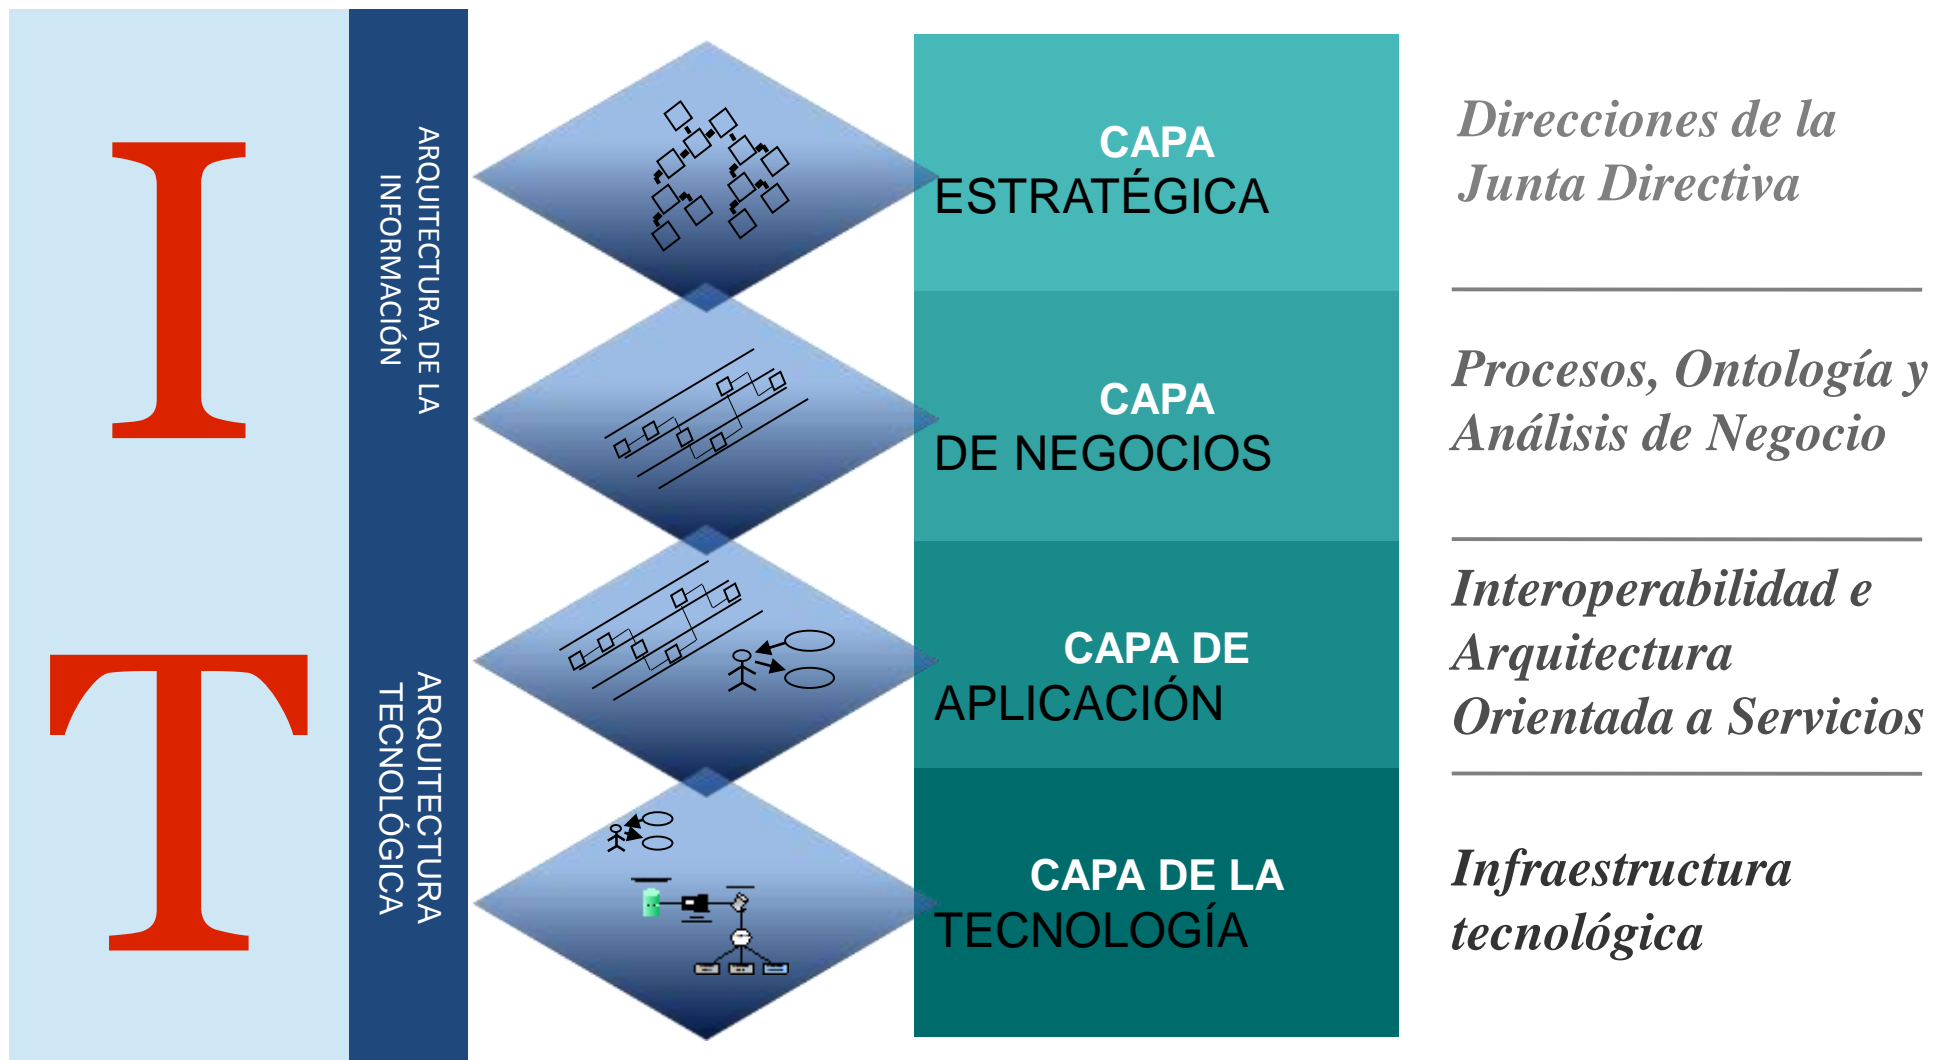 I
T
ARQUITECTURA DE LA
INFORMACIÓN
ARQUITECTURA
TECNOLÓGICA
CAPA
ESTRATÉGICA
CAPA
DE NEGOCIOS
CAPA DE
APLICACIÓN
CAPA DE LA
TECNOLOGÍA
Direcciones de la
Junta Directiva
Procesos, Ontología y
Análisis de Negocio
Interoperabilidad e
Arquitectura
Orientada a Servicios
Infraestructura
tecnológica